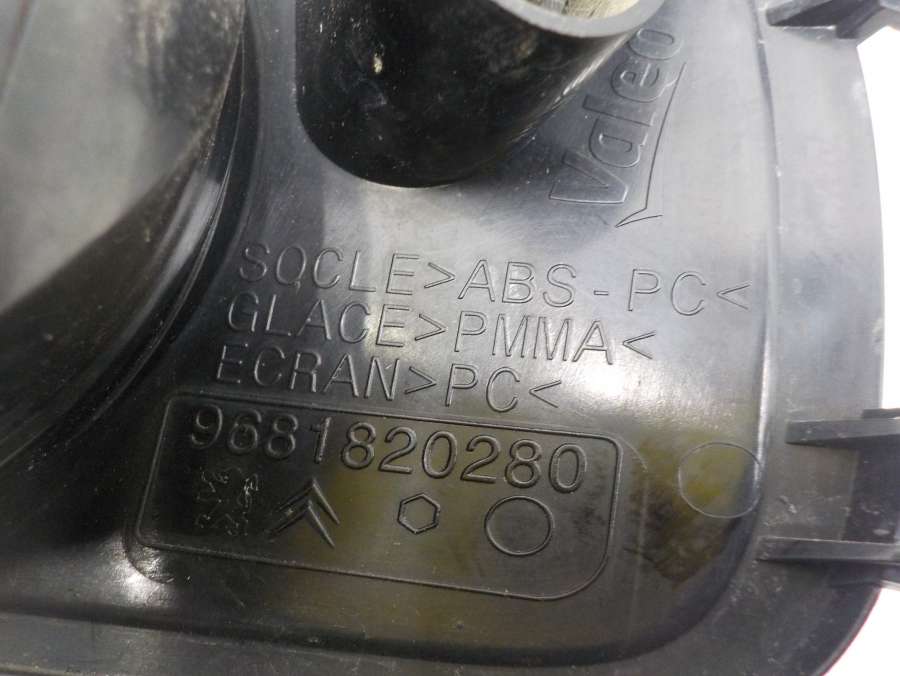 Valeo
SOCLE>ABS-PC<
GLACE>PMMA<
ECRAN>PC<
9681820280